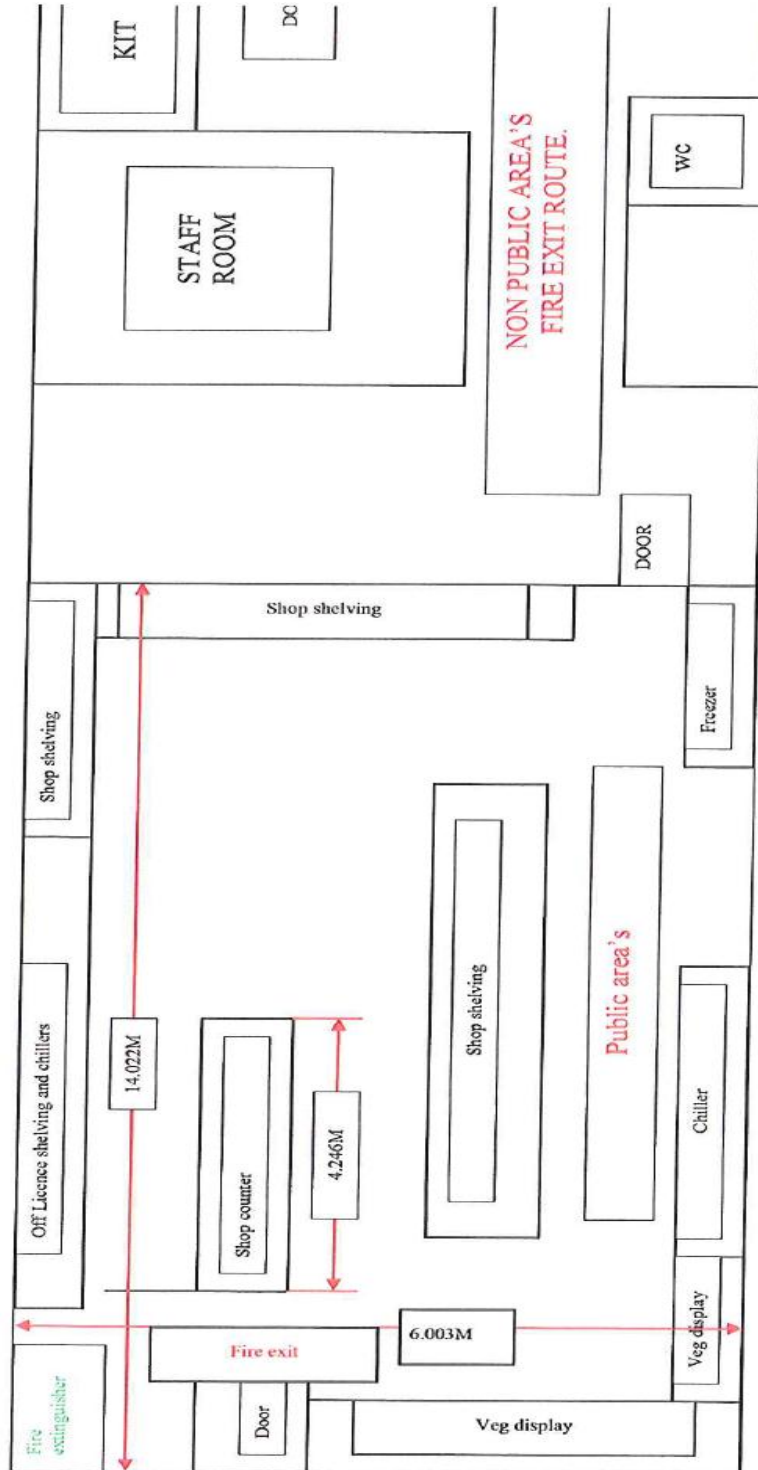 KIT
DC
STAFF
ROOM
NON PUBLIC AREA'S
FIRE EXIT ROUTE.
WC
DOOR
Shop shelving
Shop shelving
Freezer
Off Licence shelving and chillers
14.022M
Shop counter
4.246M
Shop shelving
Public area's
Chiller
Fire
extinguisher
Fire exit
6.003M
Veg display
Door
Veg display